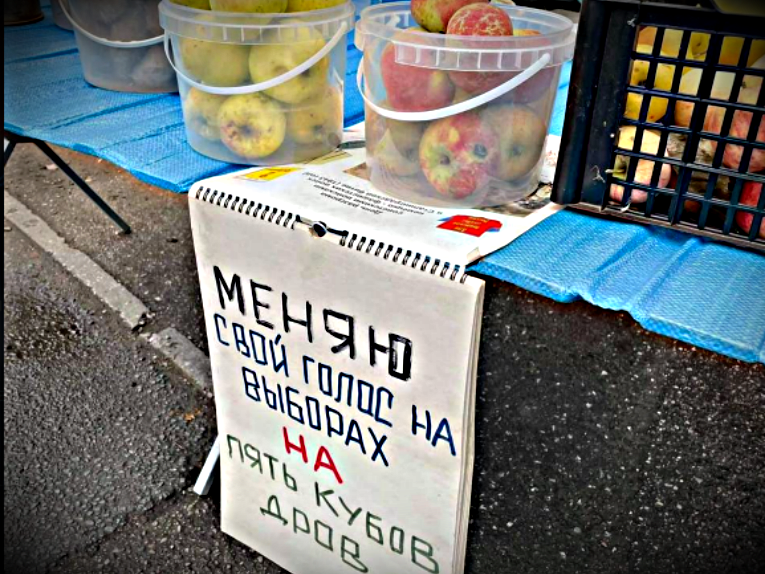 МЕНЯЮ
СВОЙ ГОЛОС НА
ВЫБОРАХ
НА
ПЯТЬ КУБОВ
ДРОВ